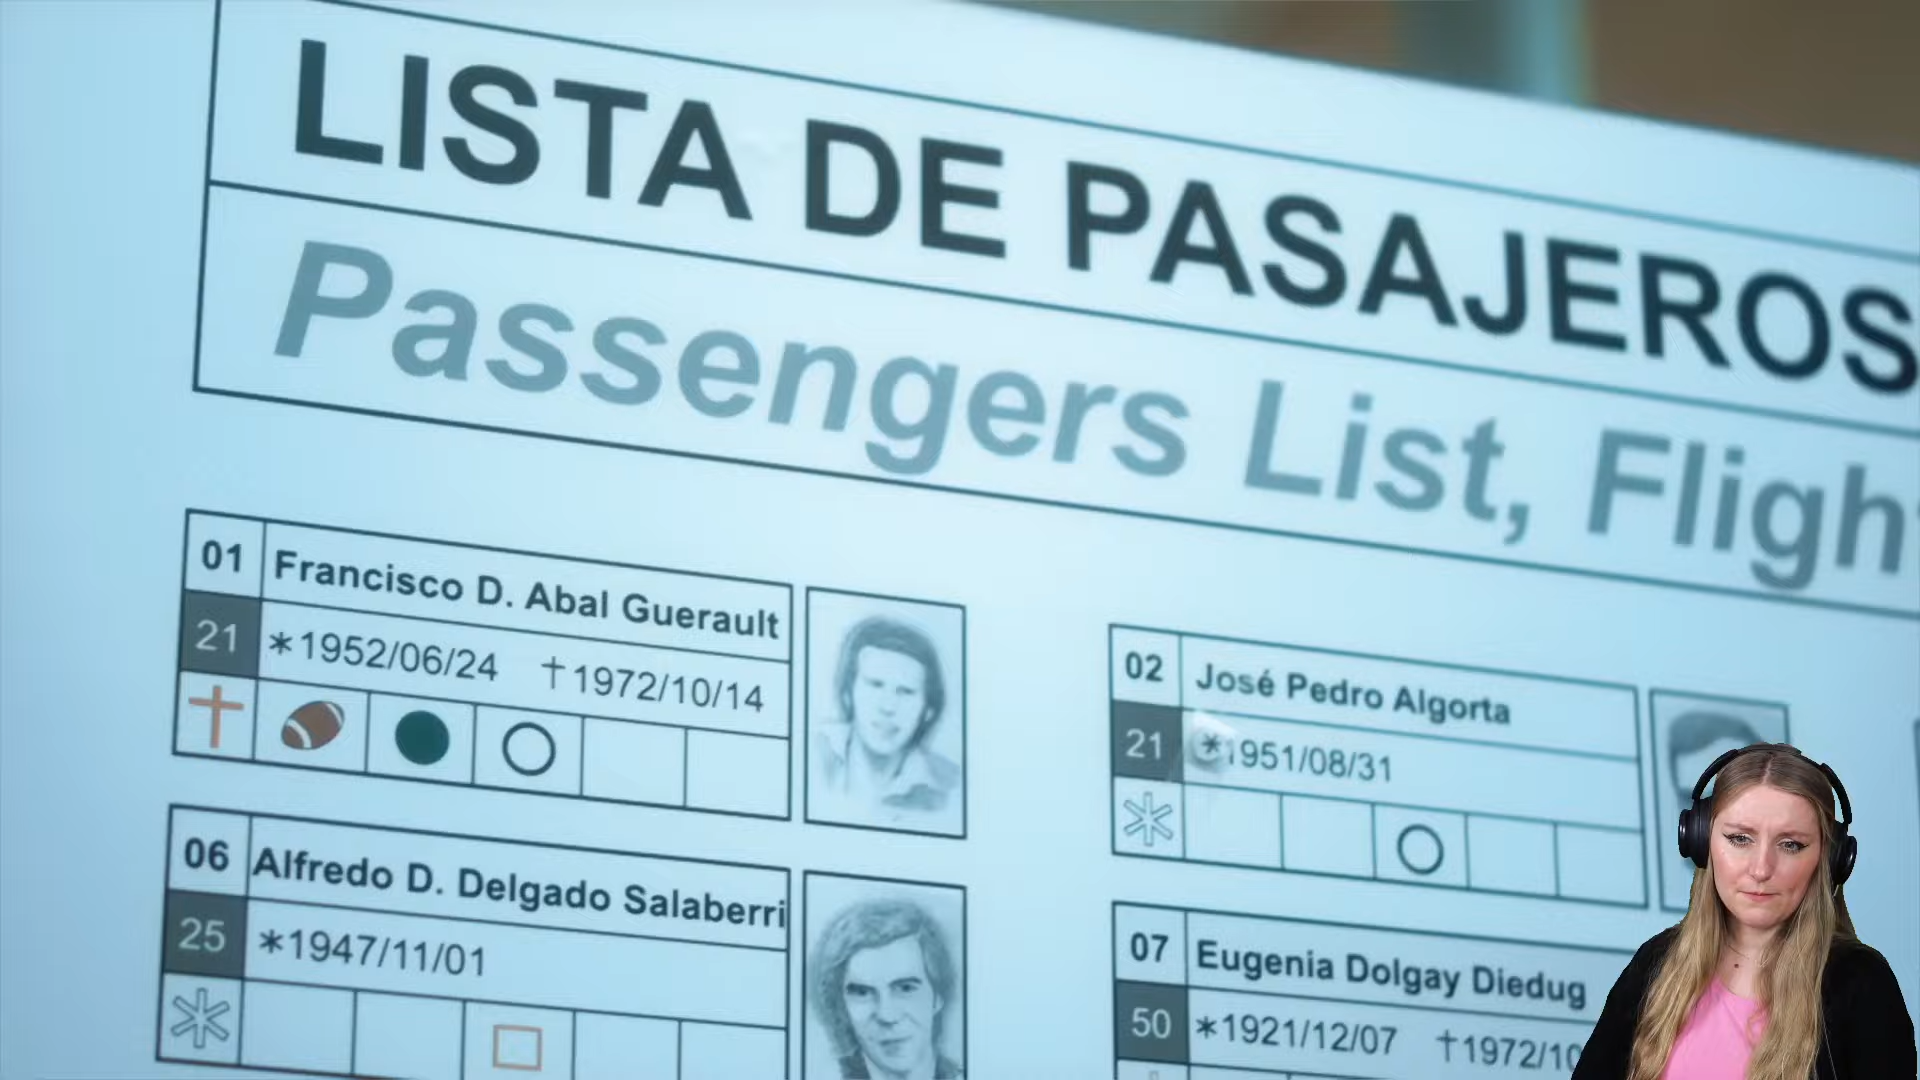 LISTA DE PASAJEROS
Passengers List, Fligh
01 Francisco D. Abal Guerault
21 *1952/06/24 †1972/10/14
02 José Pedro Algorta
21 *1951/08/31
06 Alfredo D. Delgado Salaberri
25 *1947/11/01
07 Eugenia Dolgay Diedug
50 *1921/12/07 †1972/10